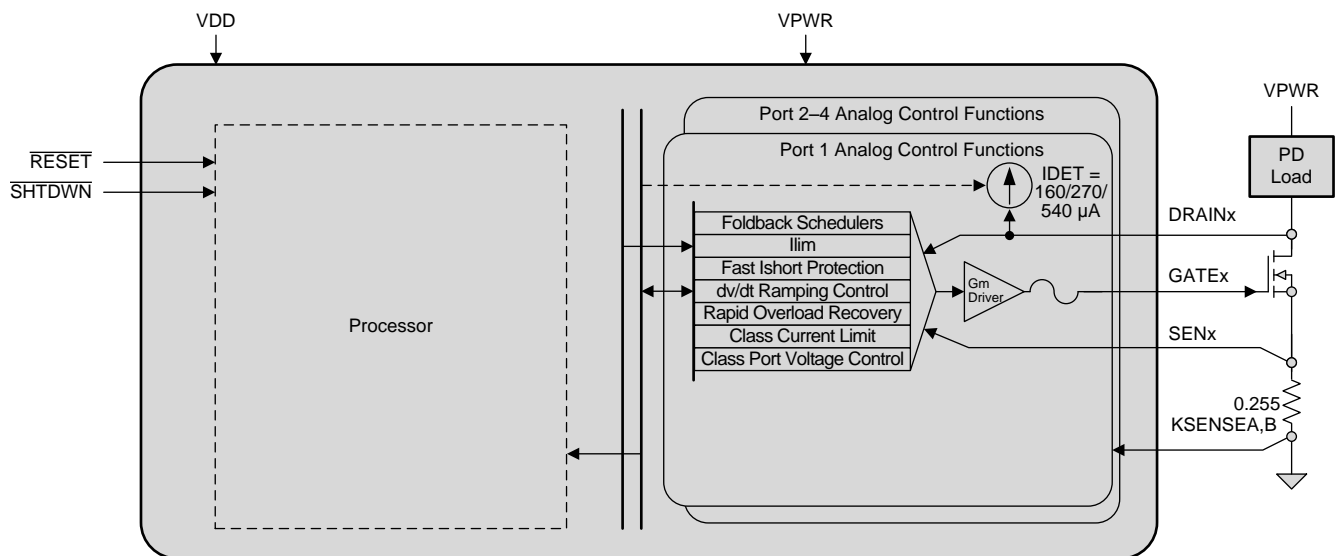 VDD
VPWR
RESET
SHTDWN
Processor
Port 2–4 Analog Control Functions
Port 1 Analog Control Functions
IDET =
160/270/
540 µA
Foldback Schedulers
Ilim
Fast Ishort Protection
dv/dt Ramping Control
Rapid Overload Recovery
Class Current Limit
Class Port Voltage Control
Gm
Driver
VPWR
PD
Load
DRAINx
GATEx
SENx
0.255
KSENSEA,B